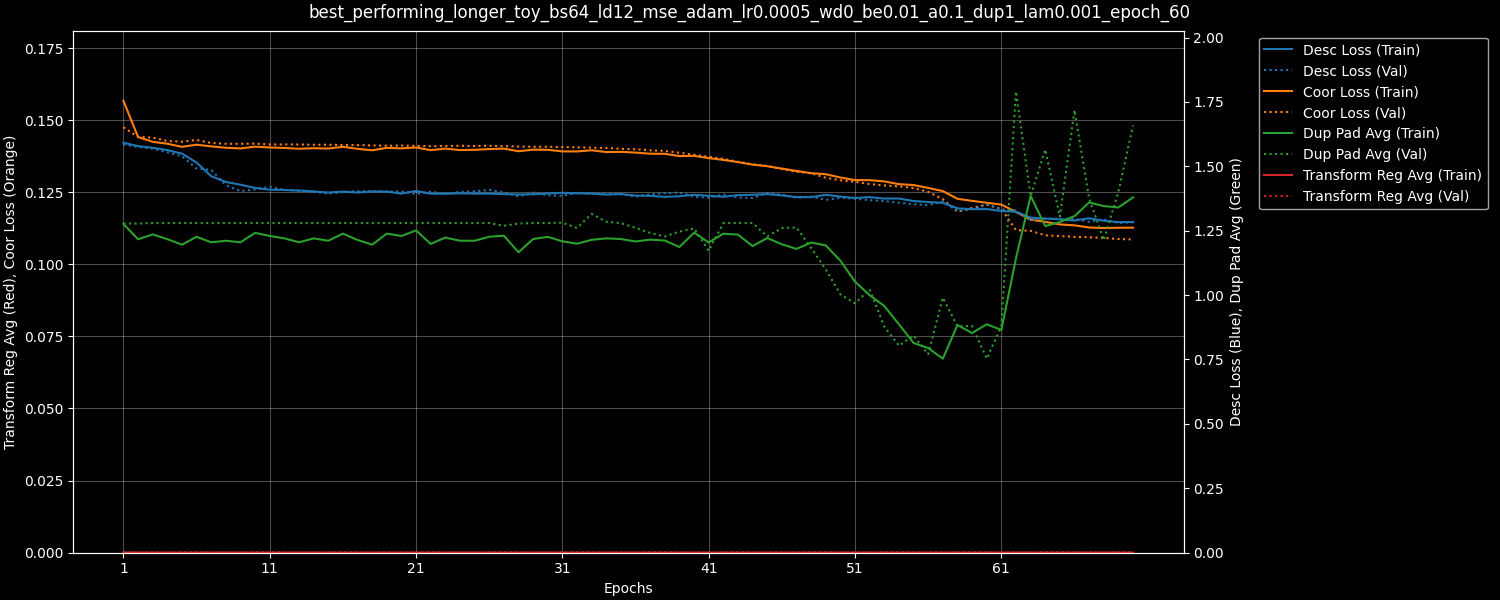 best_performing_longer_toy_bs64_ld12_mse_adam_lr0.0005_wd0_be0.01_a0.1_dup1_lam0.001_epoch_60
Transform Reg Avg (Red), Coor Loss (Orange)
0.175
0.150
0.125
0.100
0.075
0.050
0.025
0.000
1
11
21
31
41
51
61
Epochs
2.00
1.75
1.50
1.25
1.00
0.75
0.50
0.25
0.00
Desc Loss (Blue), Dup Pad Avg (Green)
Desc Loss (Train)
Desc Loss (Val)
Coor Loss (Train)
Coor Loss (Val)
Dup Pad Avg (Train)
Dup Pad Avg (Val)
Transform Reg Avg (Train)
Transform Reg Avg (Val)